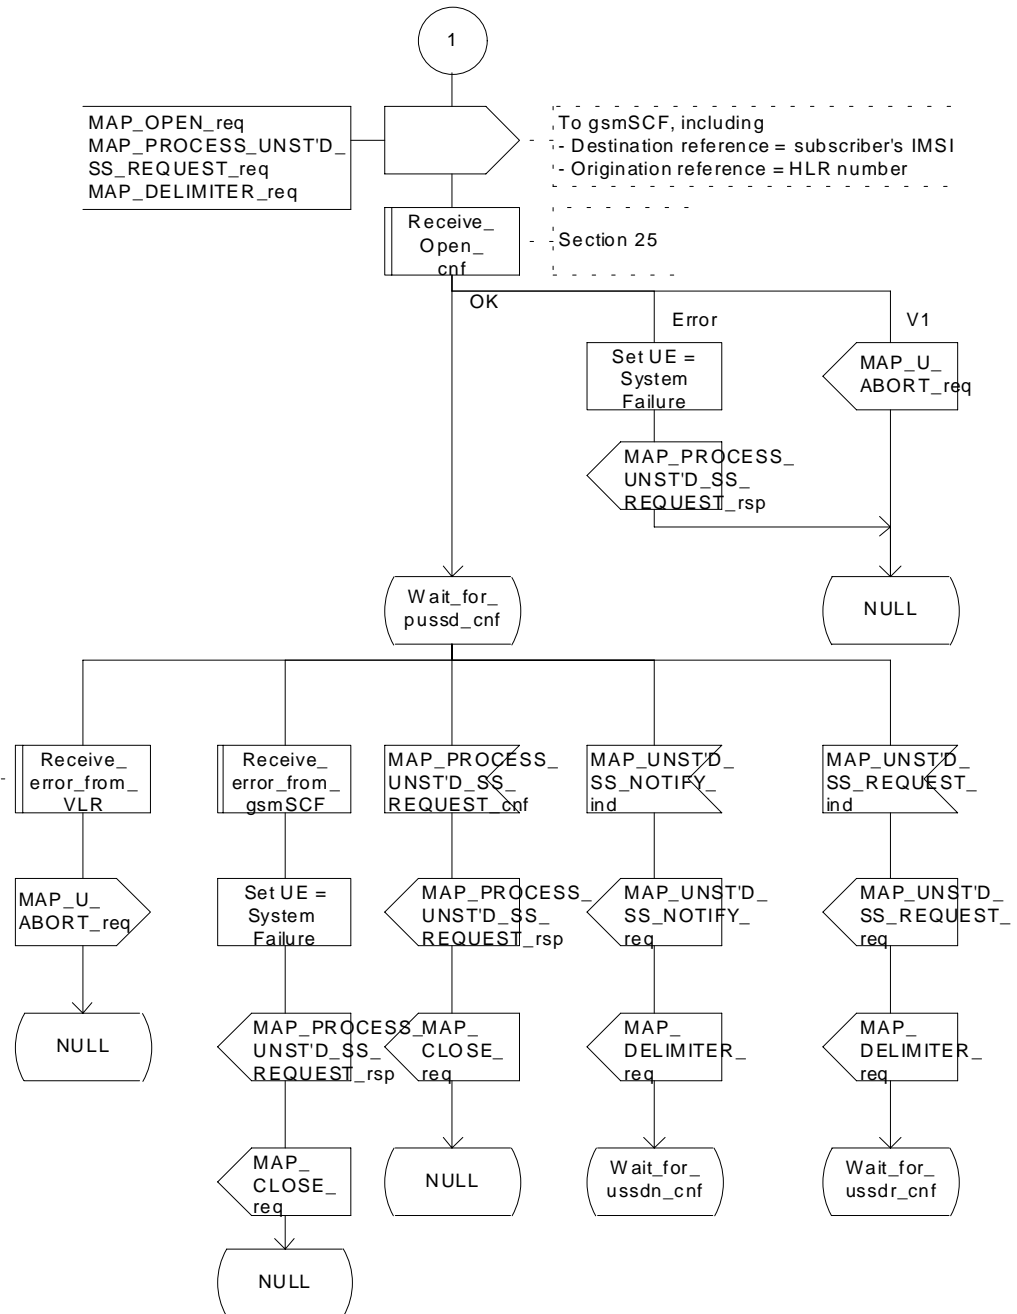 1
MAP_OPEN_req
MAP_PROCESS_UNST'D_
SS_REQUEST_req
MAP_DELIMITER_req
To gsmSCF, including
- Destination reference = subscriber's IMSI
- Origination reference = HLR number
Receive_
Open_
cnf
Section 25
OK
Error
V1
Set UE =
System
Failure
MAP_U_
ABORT_req
MAP_PROCESS_
UNST'D_SS_
REQUEST_rsp
Wait_for_
pussd_cnf
NULL
Receive_
error_from_
VLR
Receive_
error_from_
gsmSCF
MAP_PROCESS_
UNST'D_SS_
REQUEST_cnf
MAP_UNST'D_
SS_NOTIFY_
ind
MAP_UNST'D_
SS_REQUEST_
ind
MAP_U_
ABORT_req
Set UE =
System
Failure
MAP_PROCESS_
UNST'D_SS_
REQUEST_rsp
MAP_UNST'D_
SS_NOTIFY_
req
MAP_UNST'D_
SS_REQUEST_
req
NULL
MAP_PROCESS_
UNST'D_SS_
REQUEST_rsp
MAP_
CLOSE_
req
MAP_
DELIMITER_
req
MAP_
DELIMITER_
req
MAP_
CLOSE_
req
NULL
Wait_for_
ussdn_cnf
Wait_for_
ussdr_cnf
NULL